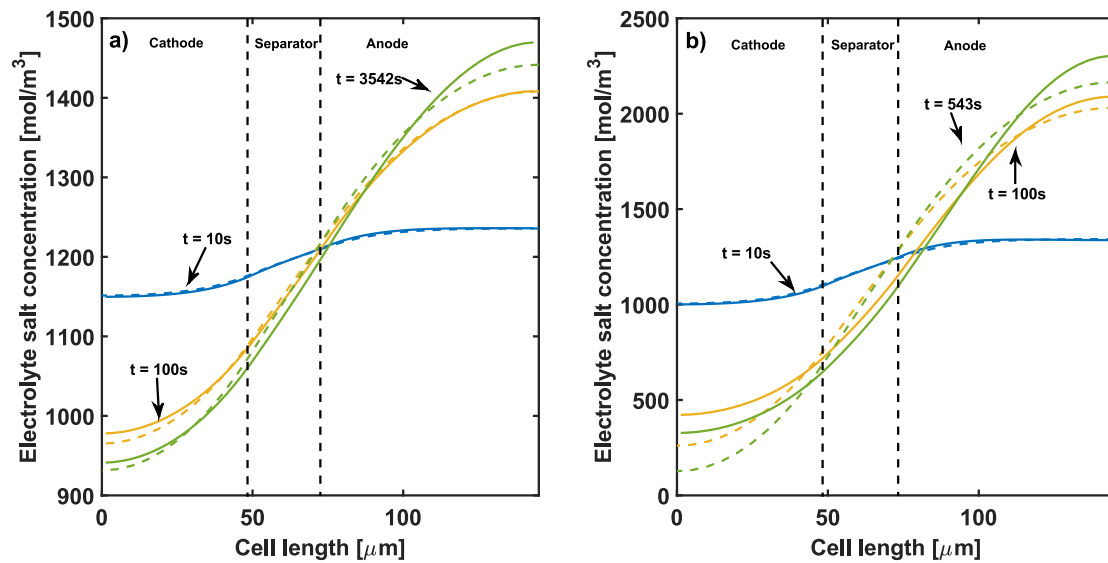 a)
Cathode
Separator
Anode
t = 3542s
t = 10s
t = 100s
1500
1400
1300
1200
1100
1000
900
0
50
100
Electrolyte salt concentration [mol/m³]
Cell length [μm]
b)
Cathode
Separator
Anode
t = 543s
t = 100s
t = 10s
2500
2000
1500
1000
500
0
0
50
100
Electrolyte salt concentration [mol/m³]
Cell length [μm]